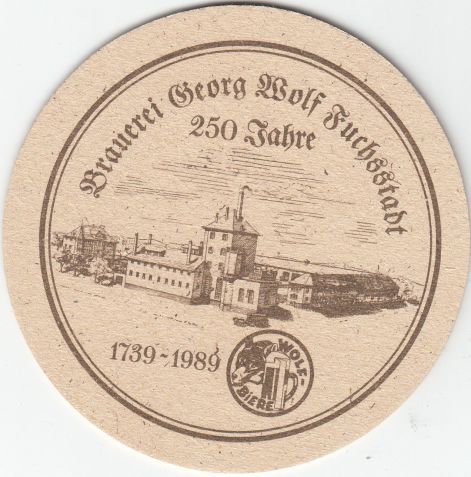 Brauerei Georg Wolf Fuchsstadt
250 Jahre
1739-1989
WOLF-
BIERE